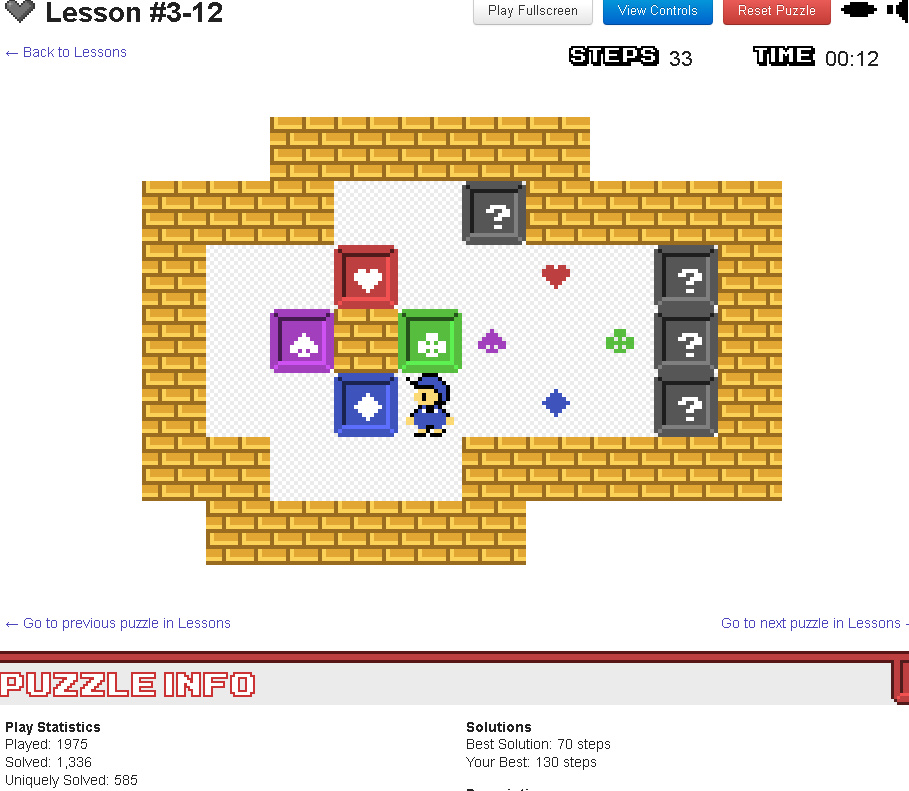 Lesson #3-12
Play Fullscreen
View Controls
Reset Puzzle
← Back to Lessons
STEPS 33
TIME 00:12
?
?
?
?
← Go to previous puzzle in Lessons
Go to next puzzle in Lessons
PUZZLE INFO
Play Statistics
Played: 1975
Solved: 1,336
Uniquely Solved: 585
Solutions
Best Solution: 70 steps
Your Best: 130 steps